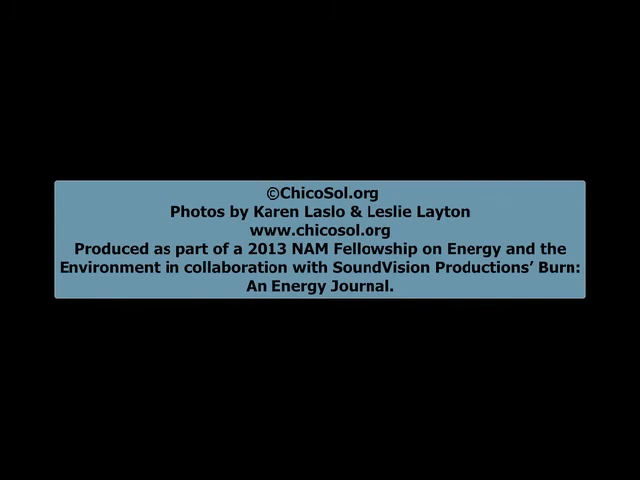 ©ChicoSol.org
Photos by Karen Laslo & Leslie Layton
www.chicosol.org
Produced as part of a 2013 NAM Fellowship on Energy and the
Environment in collaboration with SoundVision Productions’ Burn:
An Energy Journal.